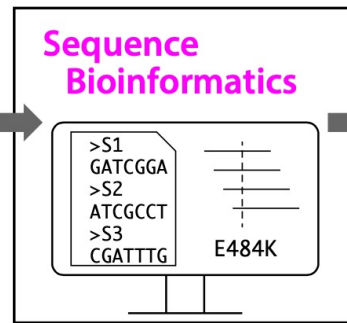 Sequence
Bioinformatics
>S1
GATCGGA
>S2
ATCGCCT
>S3
CGATTTG
E484K